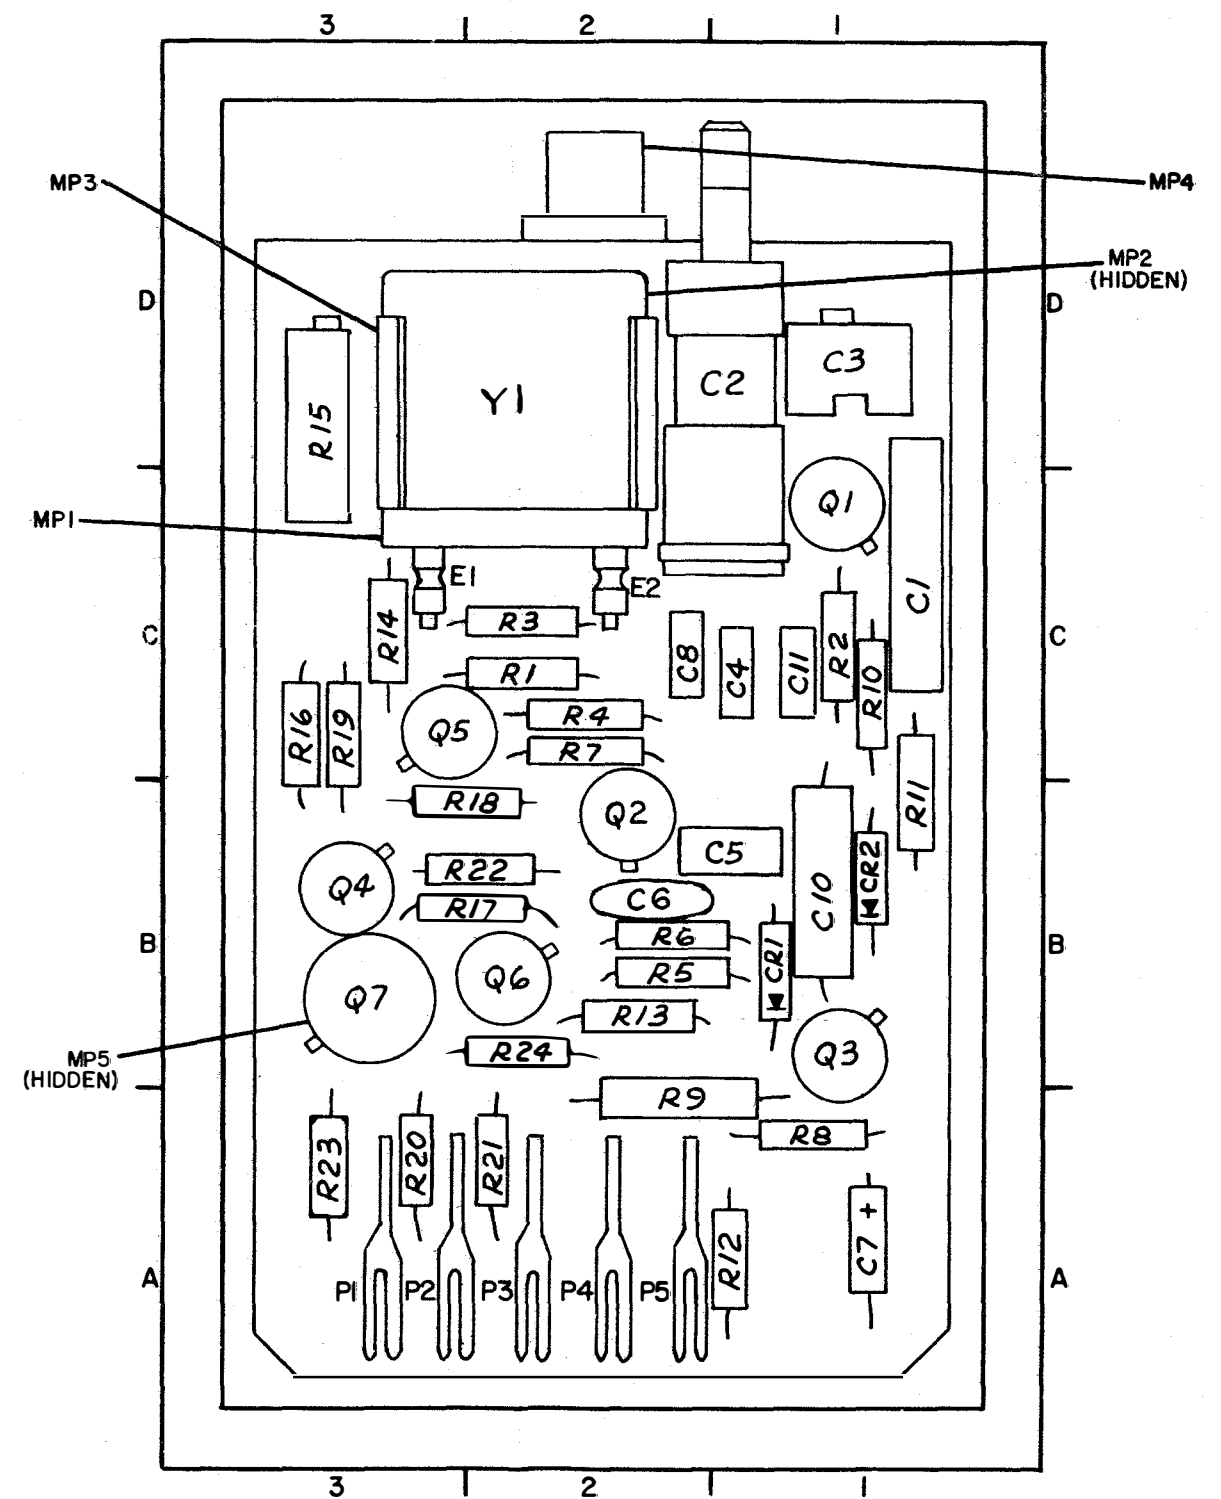 3 2 1
MP3
MP4
MP2
(HIDDEN)
D D
C3
C2
Y1
R15
Q1
MP1
E1
E2
C1
R3
R14
C C
R2
C8
C4
C11
R10
R1
R16
R19
R4
Q5
R7
R11
R18
Q2
C5
CR2
R22
Q4
C10
C6
R17
R6
B B
CR1
R5
Q6
Q7
R13
R24
Q3
MP5
(HIDDEN)
R9
R8
R23
R20
R21
C7 +
R12
A A
P1 P2 P3 P4 P5
3 2 1